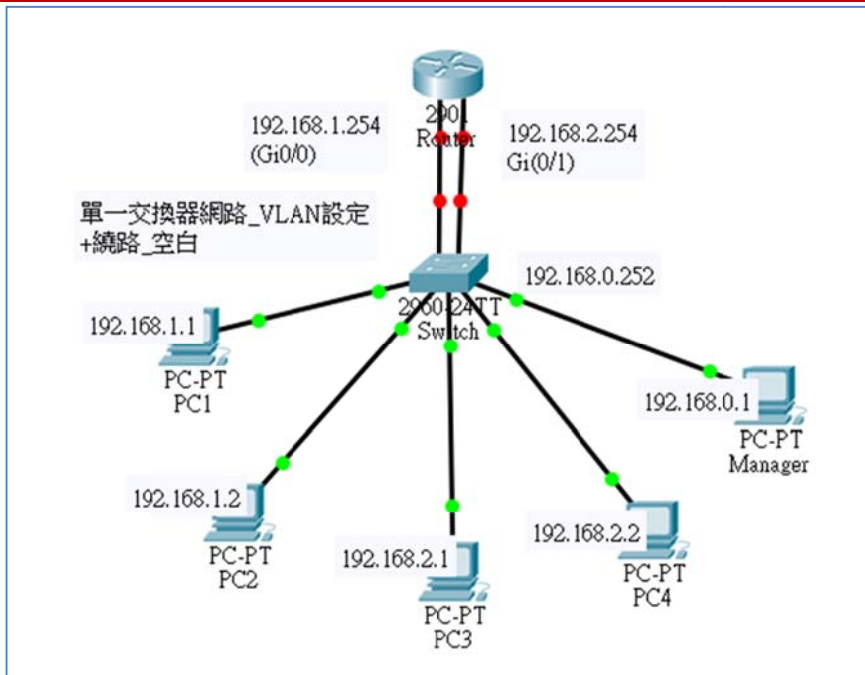 2901
Router
192.168.1.254
(Gi0/0)
192.168.2.254
Gi(0/1)
單一交換器網路_VLAN設定
+繞路_空白
192.168.0.252
2960-24TT
Switch
192.168.1.1
PC-PT
PC1
192.168.0.1
PC-PT
Manager
192.168.1.2
PC-PT
PC2
192.168.2.1
PC-PT
PC3
192.168.2.2
PC-PT
PC4